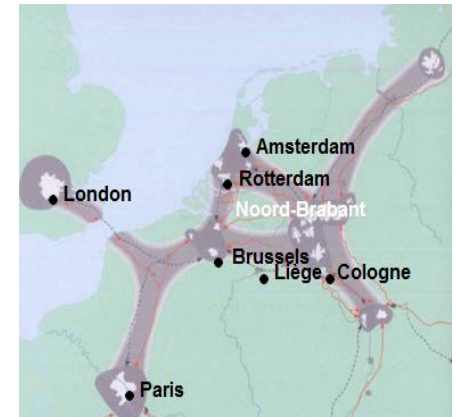 Amsterdam
London
Rotterdam
Noord-Brabant
Brussels
Liège
Cologne
Paris